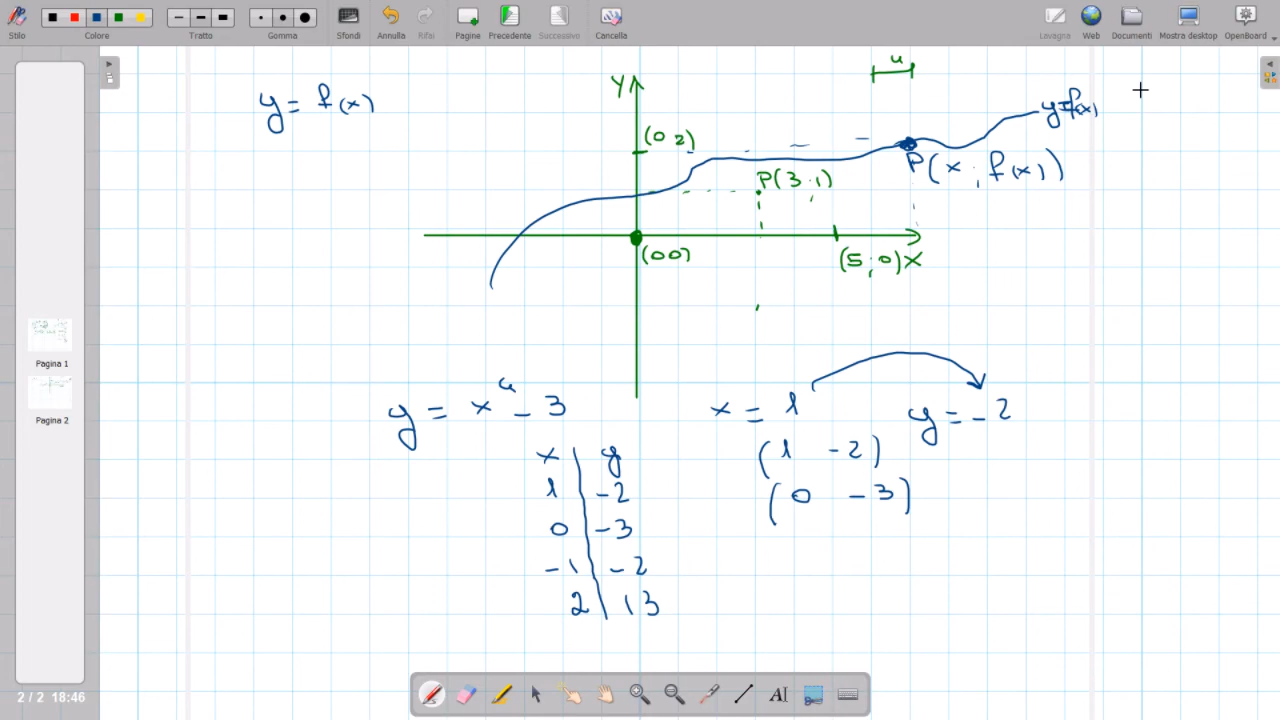 Stilo Colore Tratto Gomma Sfondi Annulla Rifai Pagine Precedente Successivo Cancella Lavagna Web Documenti Mostra desktop OpenBoard
u
y = f(x)
Y
y=f(x)
(0 2)
P(x ; f(x))
P(3 ; 1)
(0 0)
(5 ; 0) X
Pagina 1
Pagina 2
y = x⁴ - 3
x = 1 y = -2
x y
(1 -2)
1 -2
(0 -3)
0 -3
-1 -2
2 13
2 / 2 18:46
AI